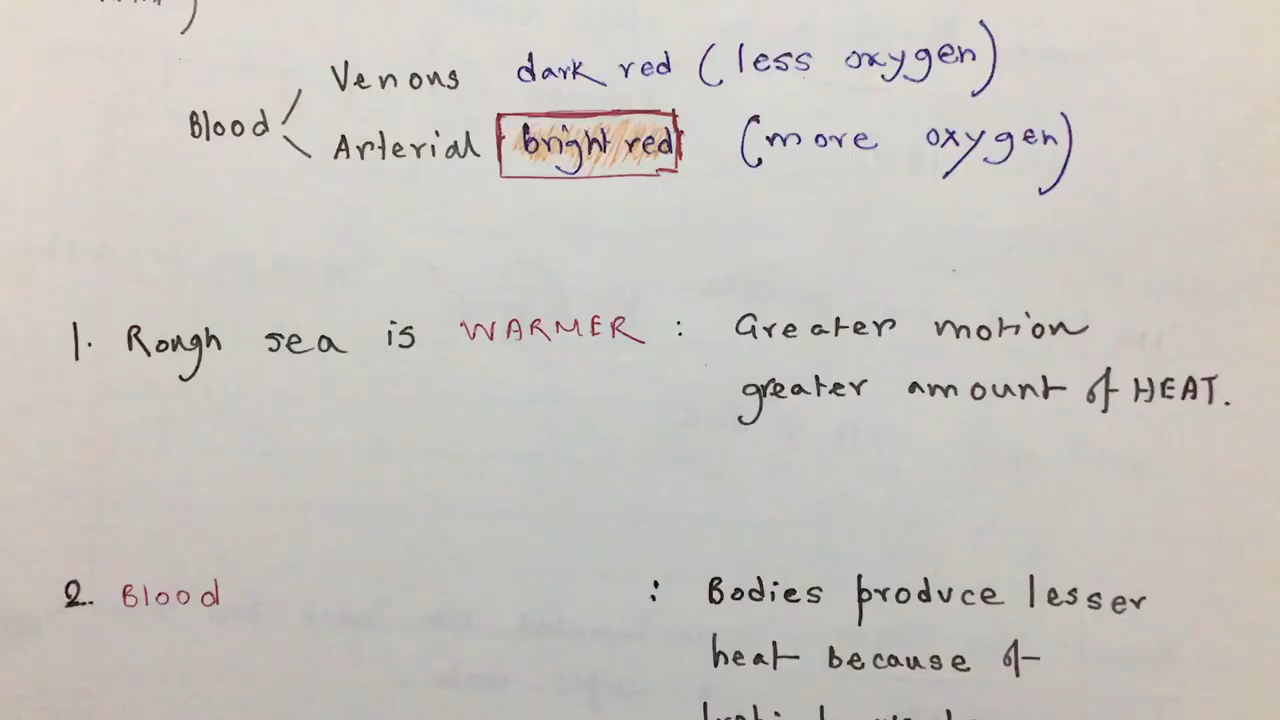 Blood
Venous dark red (less oxygen)
Arterial bright red (more oxygen)
1. Rough sea is WARMER : Greater motion
greater amount of HEAT.
2. Blood : Bodies produce lesser
heat because of